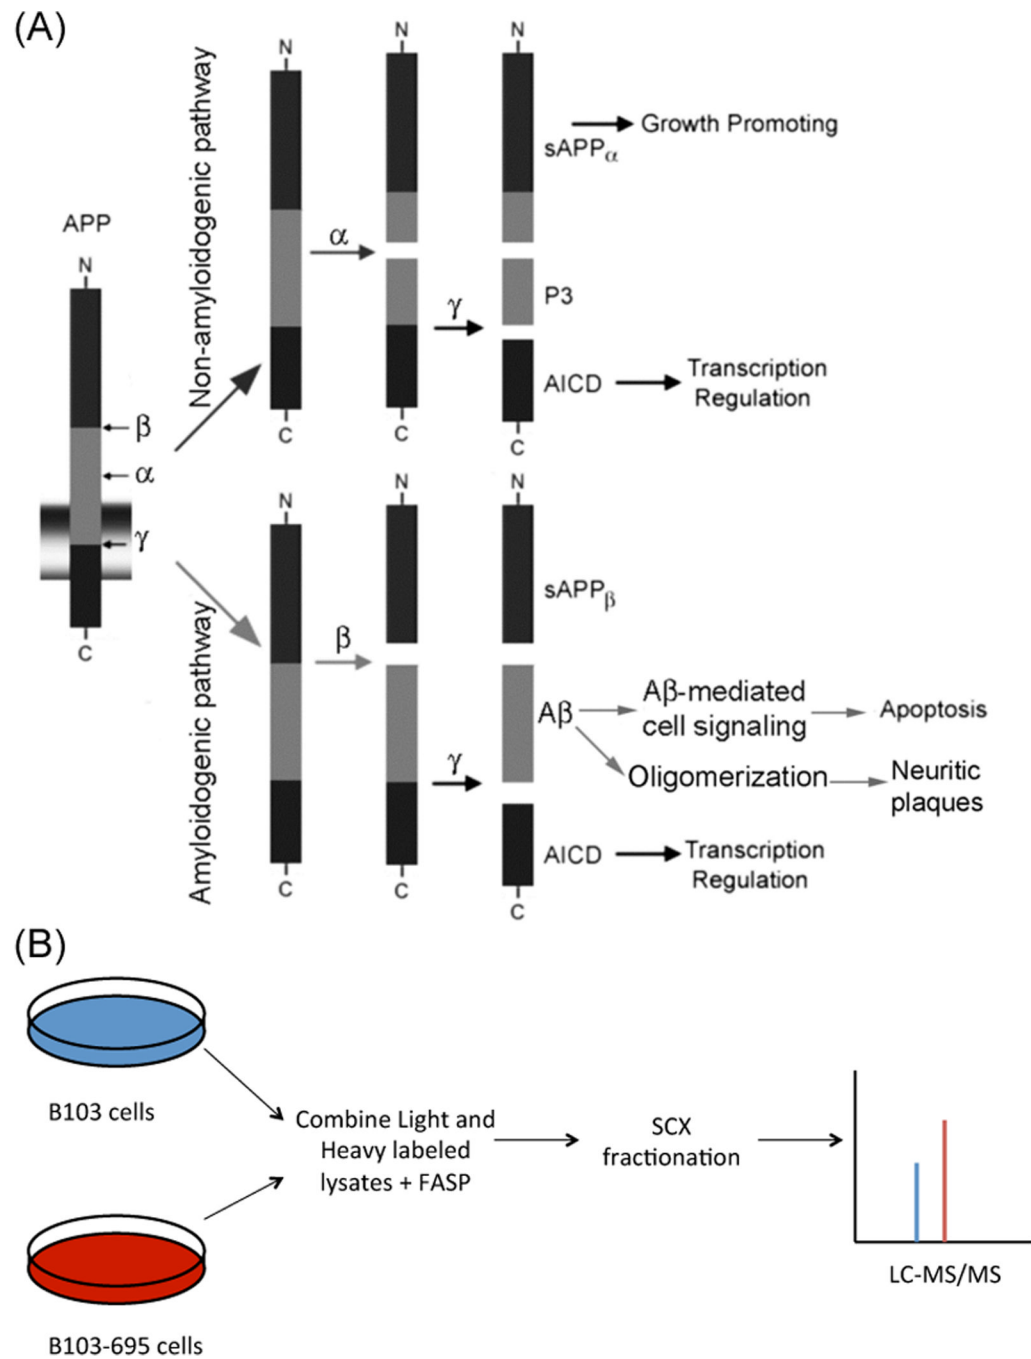 (A)
Non-amyloidogenic pathway
N
N
N
sAPPα
Growth Promoting
α
γ
P3
AICD
Transcription
Regulation
C
C
C
APP
N
β
α
γ
C
Amyloidogenic pathway
N
N
N
sAPPβ
β
γ
Aβ
Aβ-mediated
cell signaling
Apoptosis
Oligomerization
Neuritic
plaques
AICD
Transcription
Regulation
C
C
C
(B)
B103 cells
Combine Light and
Heavy labeled
lysates + FASP
SCX
fractionation
LC-MS/MS
B103-695 cells